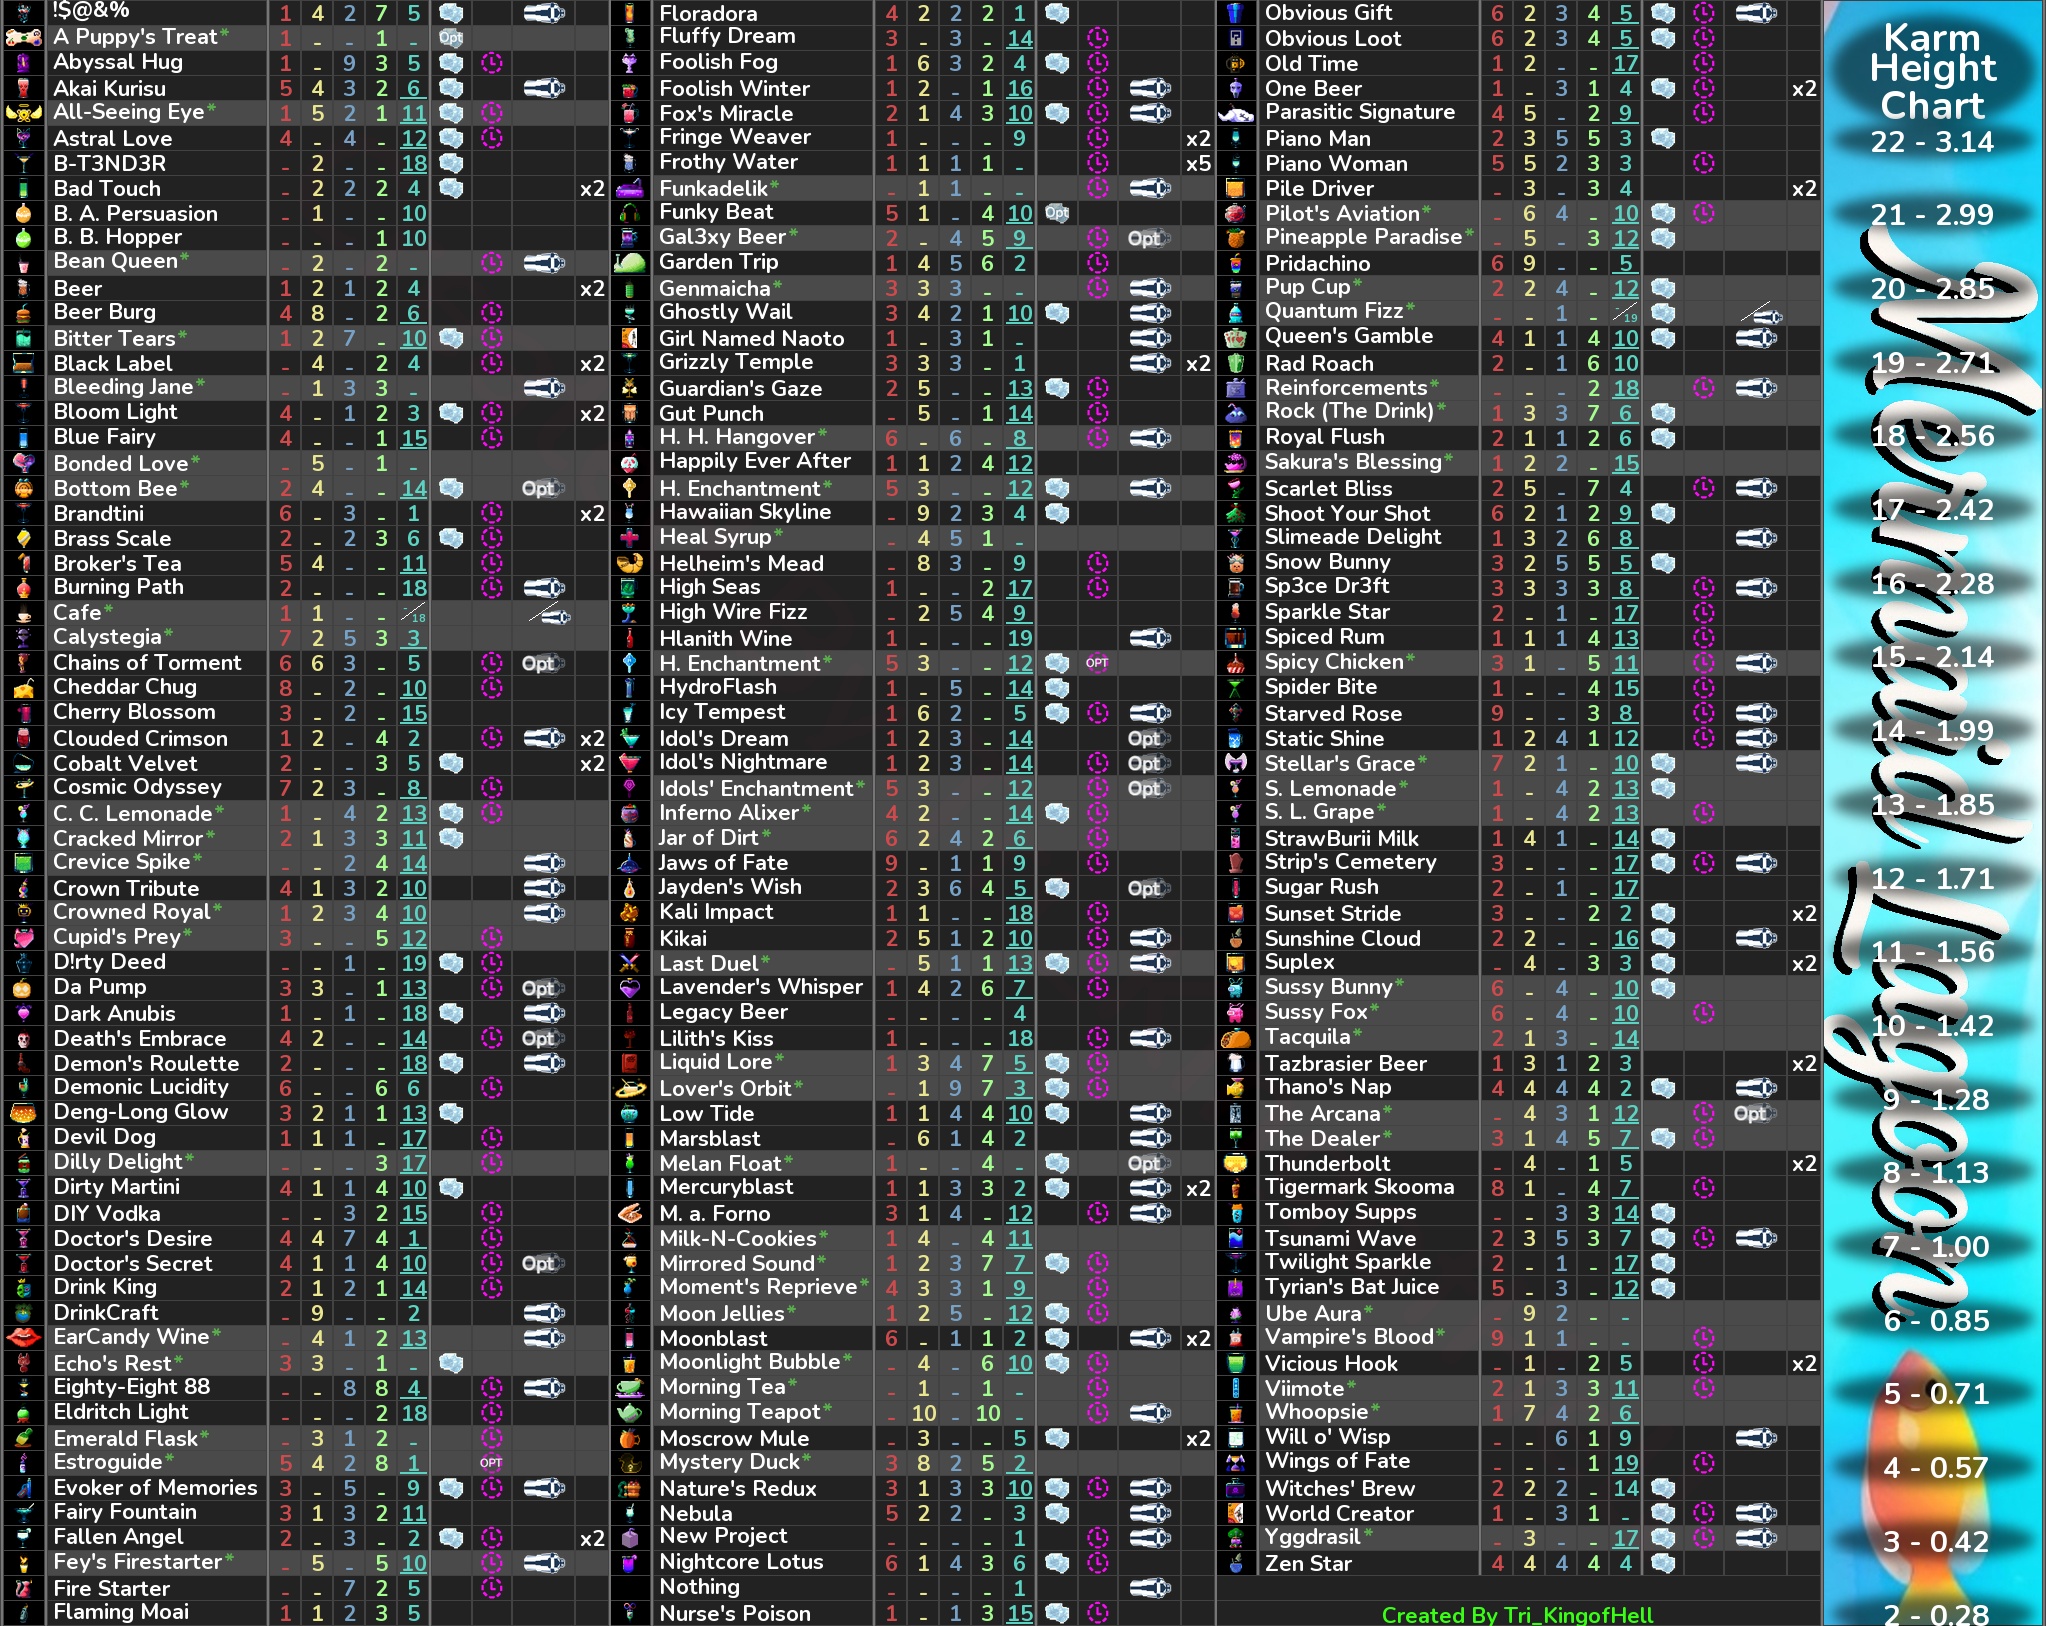 !$@&% 1 4 2 7 5
A Puppy's Treat* 1 - - 1 - Opt
Abyssal Hug 1 - 9 3 5
Akai Kurisu 5 4 3 2 6
All-Seeing Eye* 1 5 2 1 11
Astral Love 4 - 4 - 12
B-T3ND3R - 2 - - 18
Bad Touch - 2 2 2 4 x2
B. A. Persuasion - 1 - - 10
B. B. Hopper - - - 1 10
Bean Queen* - 2 - 2 -
Beer 1 2 1 2 4 x2
Beer Burg 4 8 - 2 6
Bitter Tears* 1 2 7 - 10
Black Label - 4 - 2 4 x2
Bleeding Jane* - 1 3 3 -
Bloom Light 4 - 1 2 3 x2
Blue Fairy 4 - - 1 15
Bonded Love* - 5 - 1 -
Bottom Bee* 2 4 - - 14 Opt
Brandtini 6 - 3 - 1 x2
Brass Scale 2 - 2 3 6
Broker's Tea 5 4 - - 11
Burning Path 2 - - - 18
Cafe* 1 1 - - -/18
Calystegia* 7 2 5 3 3
Chains of Torment 6 6 3 - 5 Opt
Cheddar Chug 8 - 2 - 10
Cherry Blossom 3 - 2 - 15
Clouded Crimson 1 2 - 4 2 x2
Cobalt Velvet 2 - - 3 5 x2
Cosmic Odyssey 7 2 3 - 8
C. C. Lemonade* 1 - 4 2 13
Cracked Mirror* 2 1 3 3 11
Crevice Spike* - - 2 4 14
Crown Tribute 4 1 3 2 10
Crowned Royal* 1 2 3 4 10
Cupid's Prey* 3 - - 5 12
D!rty Deed - - 1 - 19
Da Pump 3 3 - 1 13 Opt
Dark Anubis 1 - 1 - 18
Death's Embrace 4 2 - - 14 Opt
Demon's Roulette 2 - - - 18
Demonic Lucidity 6 - - 6 6
Deng-Long Glow 3 2 1 1 13
Devil Dog 1 1 1 - 17
Dilly Delight* - - - 3 17
Dirty Martini 4 1 1 4 10
DIY Vodka - - 3 2 15
Doctor's Desire 4 4 7 4 1
Doctor's Secret 4 1 1 4 10 Opt
Drink King 2 1 2 1 14
DrinkCraft - 9 - - 2
EarCandy Wine* - 4 1 2 13
Echo's Rest* 3 3 - 1 -
Eighty-Eight 88 - - 8 8 4
Eldritch Light - - - 2 18
Emerald Flask* - 3 1 2 -
Estroguide* 5 4 2 8 1 OPT
Evoker of Memories 3 - 5 - 9
Fairy Fountain 3 1 3 2 11
Fallen Angel 2 - 3 - 2 x2
Fey's Firestarter* - 5 - 5 10
Fire Starter - - 7 2 5
Flaming Moai 1 1 2 3 5
Floradora 4 2 2 2 1
Fluffy Dream 3 - 3 - 14
Foolish Fog 1 6 3 2 4
Foolish Winter 1 2 - 1 16
Fox's Miracle 2 1 4 3 10
Fringe Weaver 1 - - - 9 x2
Frothy Water 1 1 1 1 - x5
Funkadelik* - 1 1 - -
Funky Beat 5 1 - 4 10 Opt
Gal3xy Beer* 2 - 4 5 9 Opt
Garden Trip 1 4 5 6 2
Genmaicha* 3 3 3 - -
Ghostly Wail 3 4 2 1 10
Girl Named Naoto 1 - 3 1 -
Grizzly Temple 3 3 3 - 1 x2
Guardian's Gaze 2 5 - - 13
Gut Punch - 5 - 1 14
H. H. Hangover* 6 - 6 - 8
Happily Ever After 1 1 2 4 12
H. Enchantment* 5 3 - - 12
Hawaiian Skyline - 9 2 3 4
Heal Syrup* - 4 5 1 -
Helheim's Mead - 8 3 - 9
High Seas 1 - - 2 17
High Wire Fizz - 2 5 4 9
Hlanith Wine 1 - - - 19
H. Enchantment* 5 3 - - 12 OPT
HydroFlash 1 - 5 - 14
Icy Tempest 1 6 2 - 5
Idol's Dream 1 2 3 - 14 Opt
Idol's Nightmare 1 2 3 - 14 Opt
Idols' Enchantment* 5 3 - - 12 Opt
Inferno Alixer* 4 2 - - 14
Jar of Dirt* 6 2 4 2 6
Jaws of Fate 9 - 1 1 9
Jayden's Wish 2 3 6 4 5 Opt
Kali Impact 1 1 - - 18
Kikai 2 5 1 2 10
Last Duel* - 5 1 1 13
Lavender's Whisper 1 4 2 6 7
Legacy Beer - - - - 4
Lilith's Kiss 1 - - - 18
Liquid Lore* 1 3 4 7 5
Lover's Orbit* - 1 9 7 3
Low Tide 1 1 4 4 10
Marsblast - 6 1 4 2
Melan Float* 1 - - 4 - Opt
Mercuryblast 1 1 3 3 2 x2
M. a. Forno 3 1 4 - 12
Milk-N-Cookies* 1 4 - 4 11
Mirrored Sound* 1 2 3 7 7
Moment's Reprieve* 4 3 3 1 9
Moon Jellies* 1 2 5 - 12
Moonblast 6 - 1 1 2 x2
Moonlight Bubble* - 4 - 6 10
Morning Tea* - 1 - 1 -
Morning Teapot* - 10 - 10 -
Moscrow Mule - 3 - - 5 x2
Mystery Duck* 3 8 2 5 2
Nature's Redux 3 1 3 3 10
Nebula 5 2 2 - 3
New Project - - - - 1
Nightcore Lotus 6 1 4 3 6
Nothing - - - - 1
Nurse's Poison 1 - 1 3 15
Obvious Gift 6 2 3 4 5
Obvious Loot 6 2 3 4 5
Old Time 1 2 - - 17
One Beer 1 - 3 1 4 x2
Parasitic Signature 4 5 - 2 9
Piano Man 2 3 5 5 3
Piano Woman 5 5 2 3 3
Pile Driver - 3 - 3 4 x2
Pilot's Aviation* - 6 4 - 10
Pineapple Paradise* - 5 - 3 12
Pridachino 6 9 - - 5
Pup Cup* 2 2 4 - 12
Quantum Fizz* - - 1 - -/19
Queen's Gamble 4 1 1 4 10
Rad Roach 2 - 1 6 10
Reinforcements* - - - 2 18
Rock (The Drink)* 1 3 3 7 6
Royal Flush 2 1 1 2 6
Sakura's Blessing* 1 2 2 - 15
Scarlet Bliss 2 5 - 7 4
Shoot Your Shot 6 2 1 2 9
Slimeade Delight 1 3 2 6 8
Snow Bunny 3 2 5 5 5
Sp3ce Dr3ft 3 3 3 3 8
Sparkle Star 2 - 1 - 17
Spiced Rum 1 1 1 4 13
Spicy Chicken* 3 1 - 5 11
Spider Bite 1 - - 4 15
Starved Rose 9 - - 3 8
Static Shine 1 2 4 1 12
Stellar's Grace* 7 2 1 - 10
S. Lemonade* 1 - 4 2 13
S. L. Grape* 1 - 4 2 13
StrawBurii Milk 1 4 1 - 14
Strip's Cemetery 3 - - - 17
Sugar Rush 2 - 1 - 17
Sunset Stride 3 - - 2 2 x2
Sunshine Cloud 2 2 - - 16
Suplex - 4 - 3 3 x2
Sussy Bunny* 6 - 4 - 10
Sussy Fox* 6 - 4 - 10
Tacquila* 2 1 3 - 14
Tazbrasier Beer 1 3 1 2 3 x2
Thano's Nap 4 4 4 4 2
The Arcana* - 4 3 1 12 Opt
The Dealer* 3 1 4 5 7
Thunderbolt - 4 - 1 5 x2
Tigermark Skooma 8 1 - 4 7
Tomboy Supps - - 3 3 14
Tsunami Wave 2 3 5 3 7
Twilight Sparkle 2 - 1 - 17
Tyrian's Bat Juice 5 - 3 - 12
Ube Aura* - 9 2 - -
Vampire's Blood* 9 1 1 - -
Vicious Hook - 1 - 2 5 x2
Viimote* 2 1 3 3 11
Whoopsie* 1 7 4 2 6
Will o' Wisp - - 6 1 9
Wings of Fate - - - 1 19
Witches' Brew 2 2 2 - 14
World Creator 1 - 3 1 -
Yggdrasil* - 3 - - 17
Zen Star 4 4 4 4 4
Created By Tri_KingofHell
Karm
Height
Chart
22 - 3.14
21 - 2.99
20 - 2.85
19 - 2.71
18 - 2.56
17 - 2.42
16 - 2.28
15 - 2.14
14 - 1.99
13 - 1.85
12 - 1.71
11 - 1.56
10 - 1.42
9 - 1.28
8 - 1.13
7 - 1.00
6 - 0.85
5 - 0.71
4 - 0.57
3 - 0.42
2 - 0.28
Mermaid Lagoon